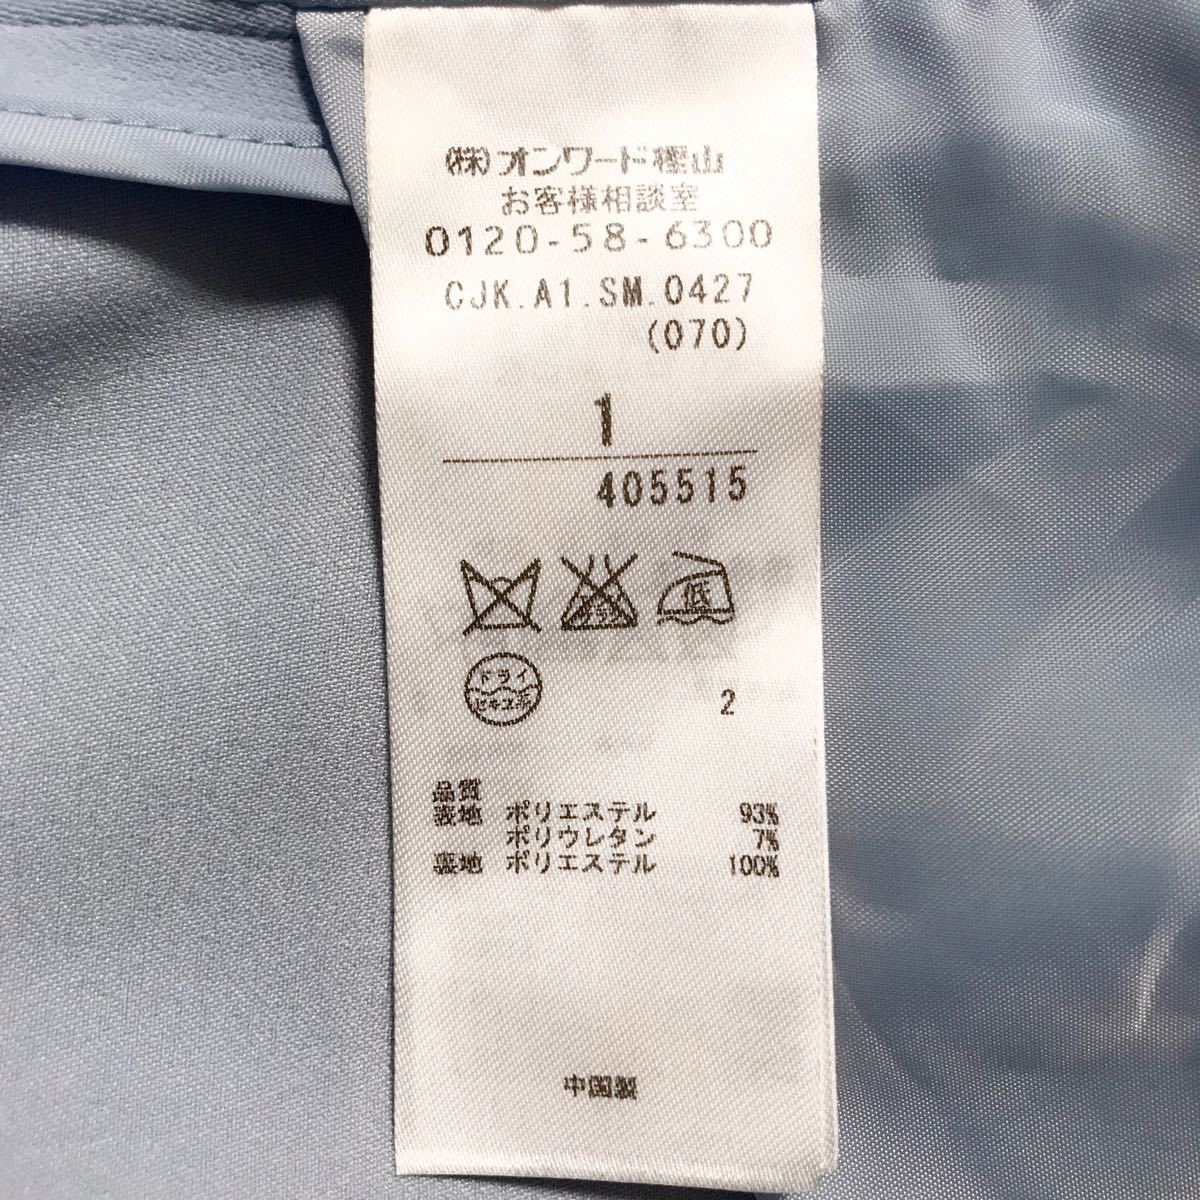 (株)オンワード樫山
お客様相談室
0120-58-6300
CJK.A1.SM.0427
(070)
1
405515
低
ドライ
セキユ系
2
品質
表地 ポリエステル 93%
ポリウレタン 7%
裏地 ポリエステル 100%
中国製